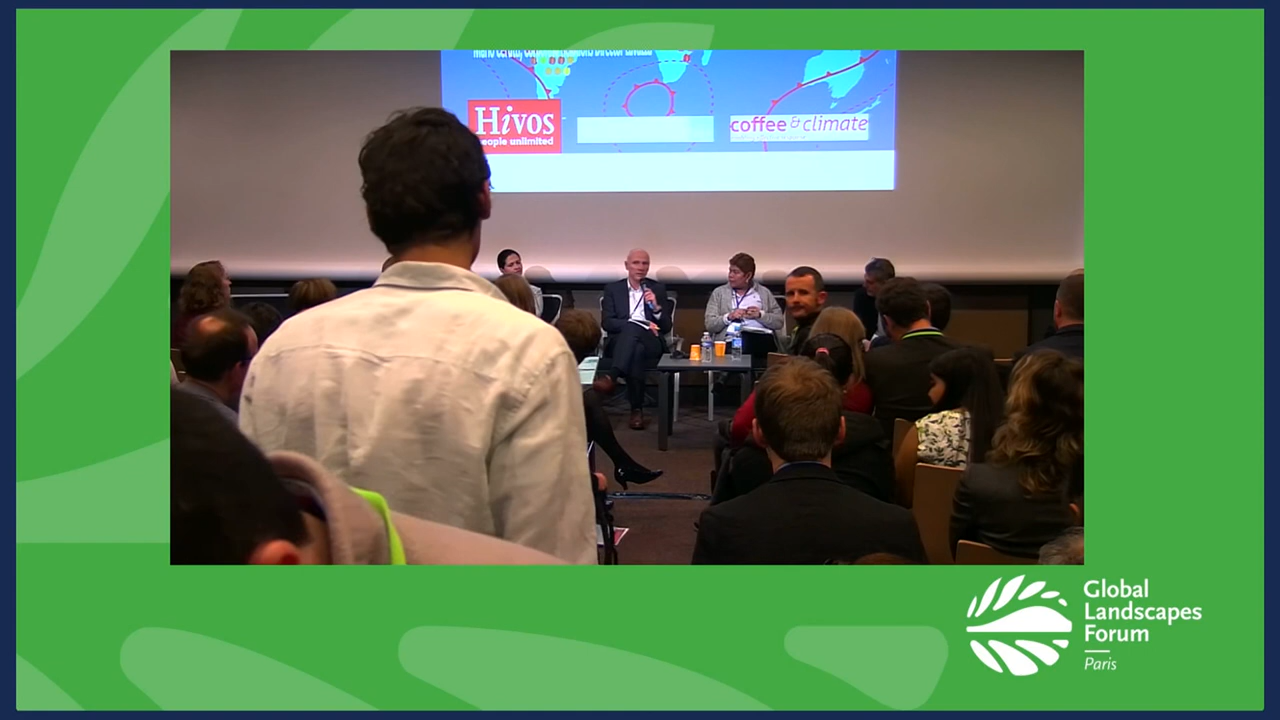 Hivos
people unlimited
coffee & climate
Global
Landscapes
Forum
Paris